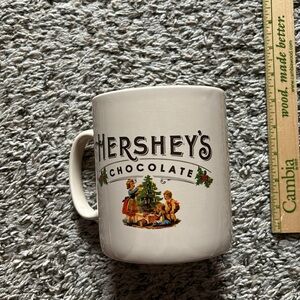 HERSHEY'S
CHOCOLATE
wood, made better.
Cambia